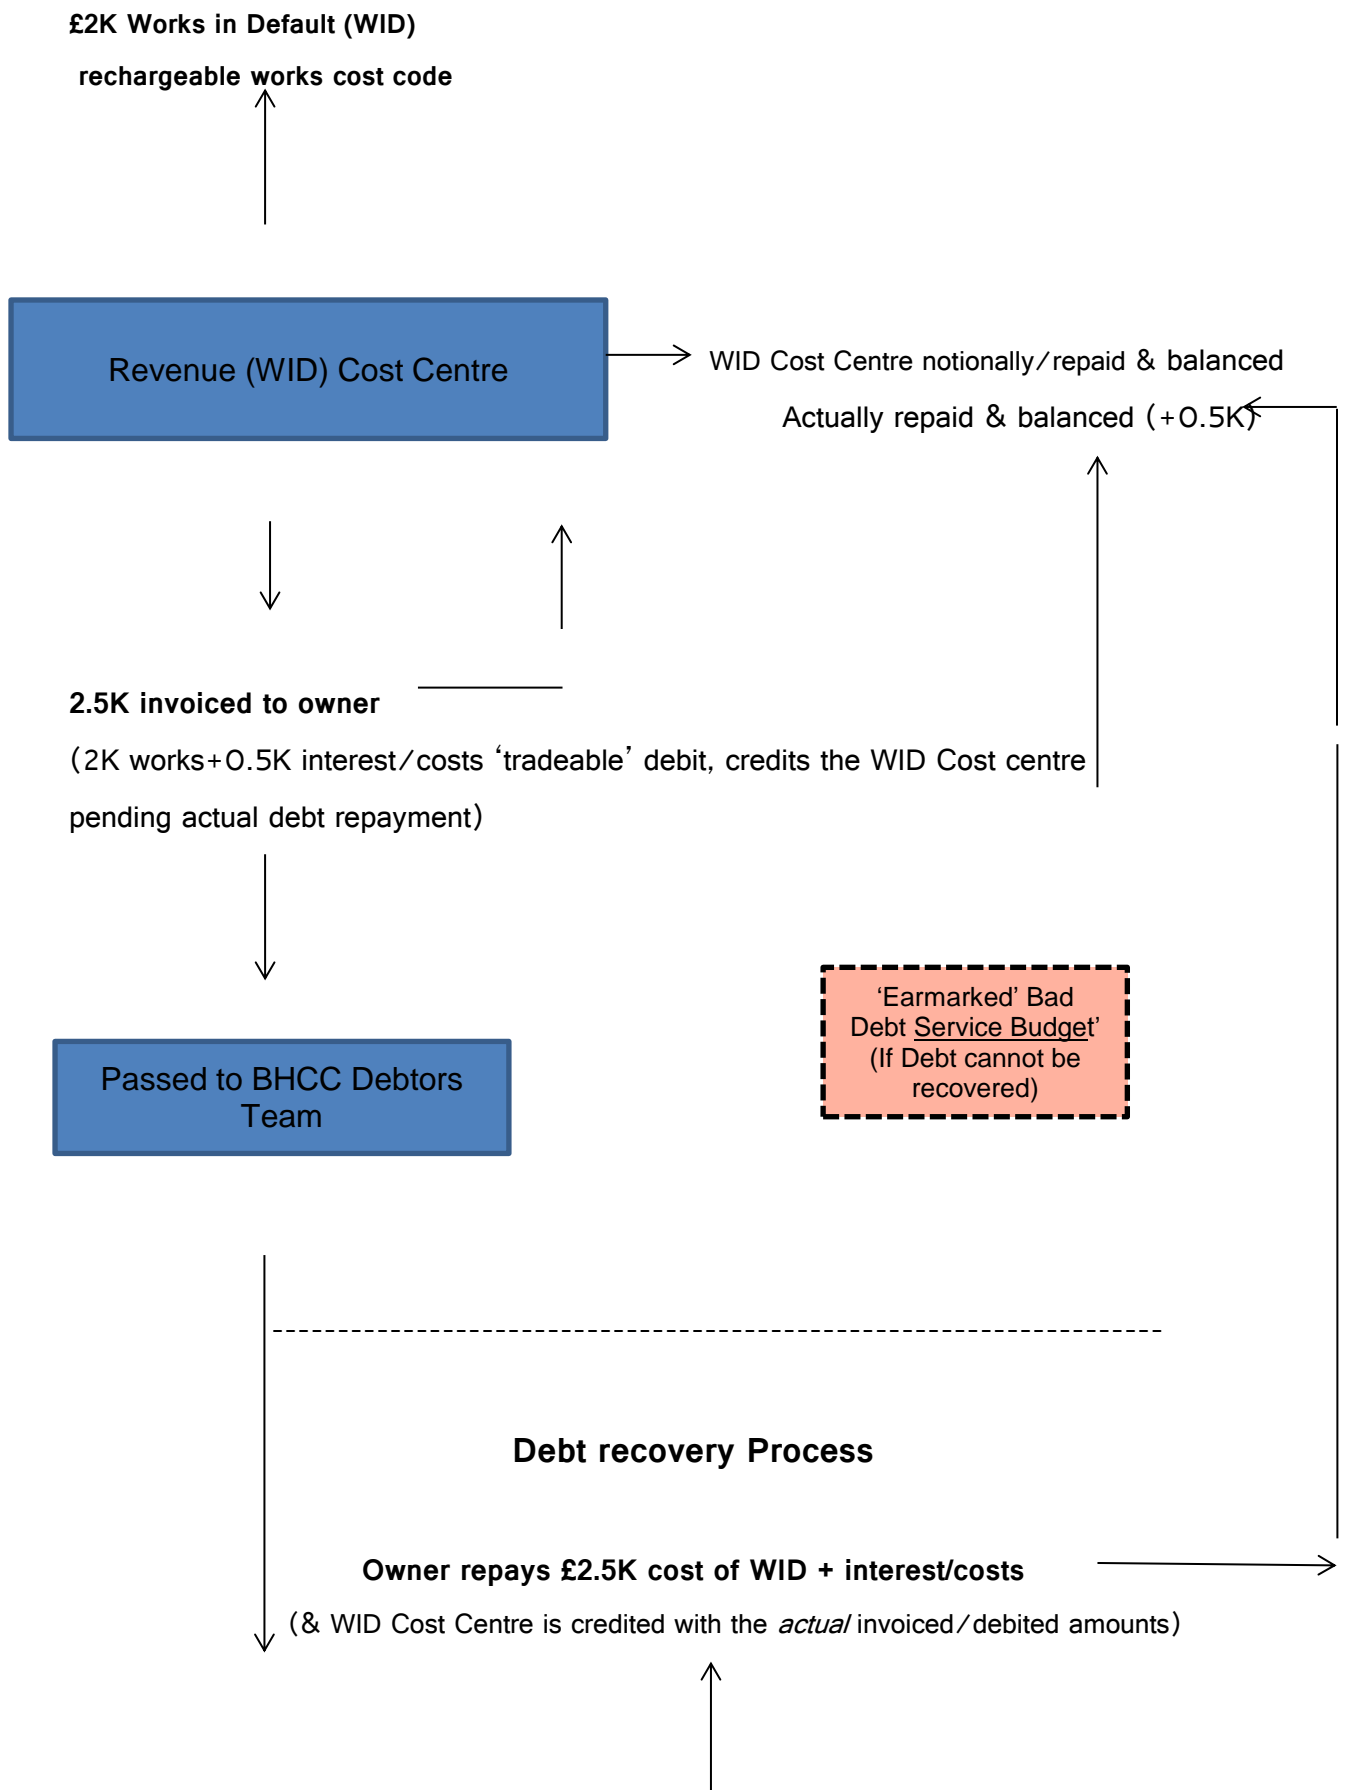 £2K Works in Default (WID)
rechargeable works cost code
Revenue (WID) Cost Centre
WID Cost Centre notionally/repaid & balanced
Actually repaid & balanced (+0.5K)
2.5K invoiced to owner
(2K works+0.5K interest/costs ‘tradeable’ debit, credits the WID Cost centre
pending actual debt repayment)
‘Earmarked’ Bad
Debt Service Budget’
(If Debt cannot be
recovered)
Passed to BHCC Debtors
Team
Debt recovery Process
Owner repays £2.5K cost of WID + interest/costs
(& WID Cost Centre is credited with the actual invoiced/debited amounts)